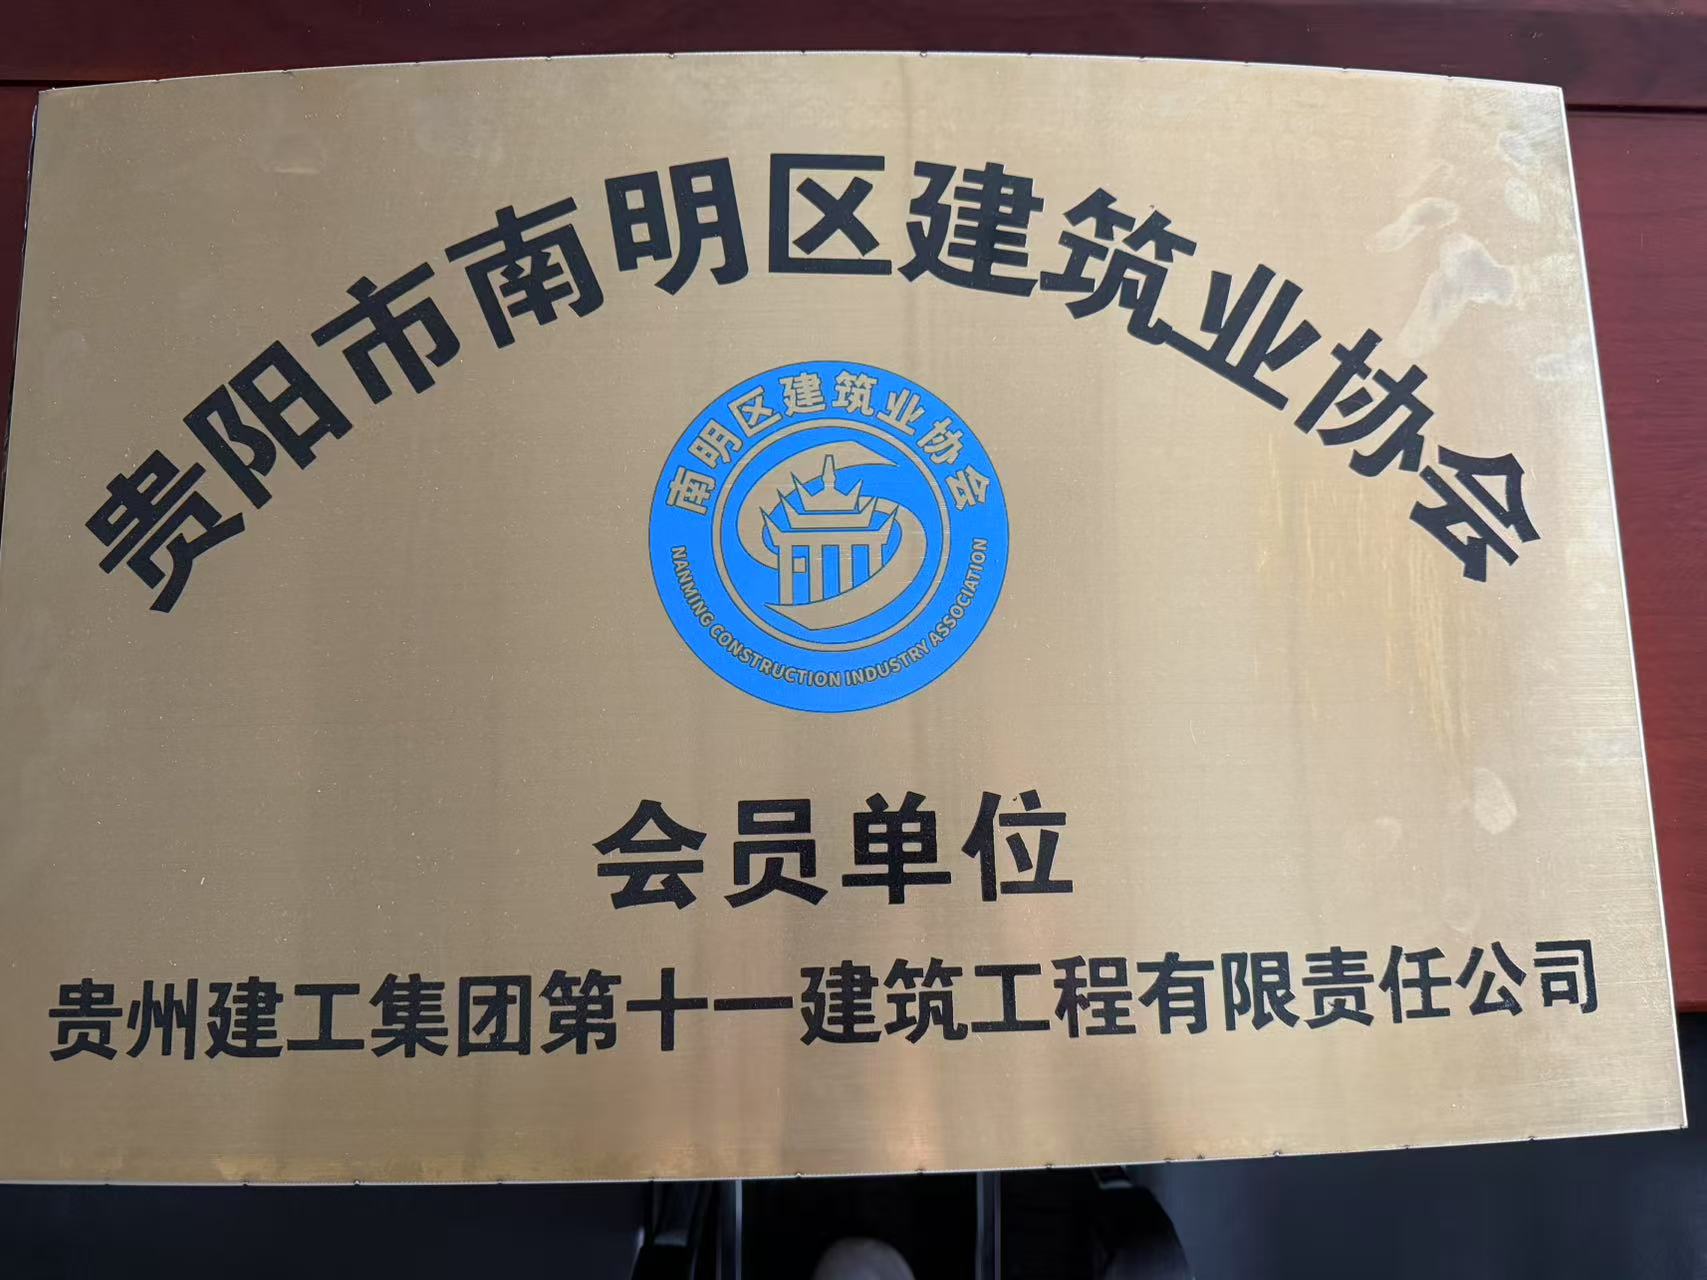 贵阳市南明区建筑业协会
南明区建筑业协会
NANMING CONSTRUCTION INDUSTRY ASSOCIATION
会员单位
贵州建工集团第十一建筑工程有限责任公司